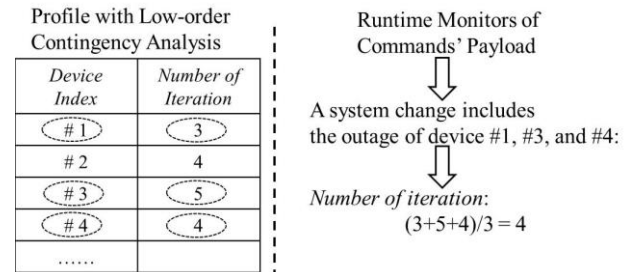 Profile with Low-order
Contingency Analysis
Device Index Number of Iteration
# 1 3
# 2 4
# 3 5
# 4 4
......
Runtime Monitors of
Commands' Payload
A system change includes
the outage of device #1, #3, and #4:
Number of iteration:
(3+5+4)/3 = 4